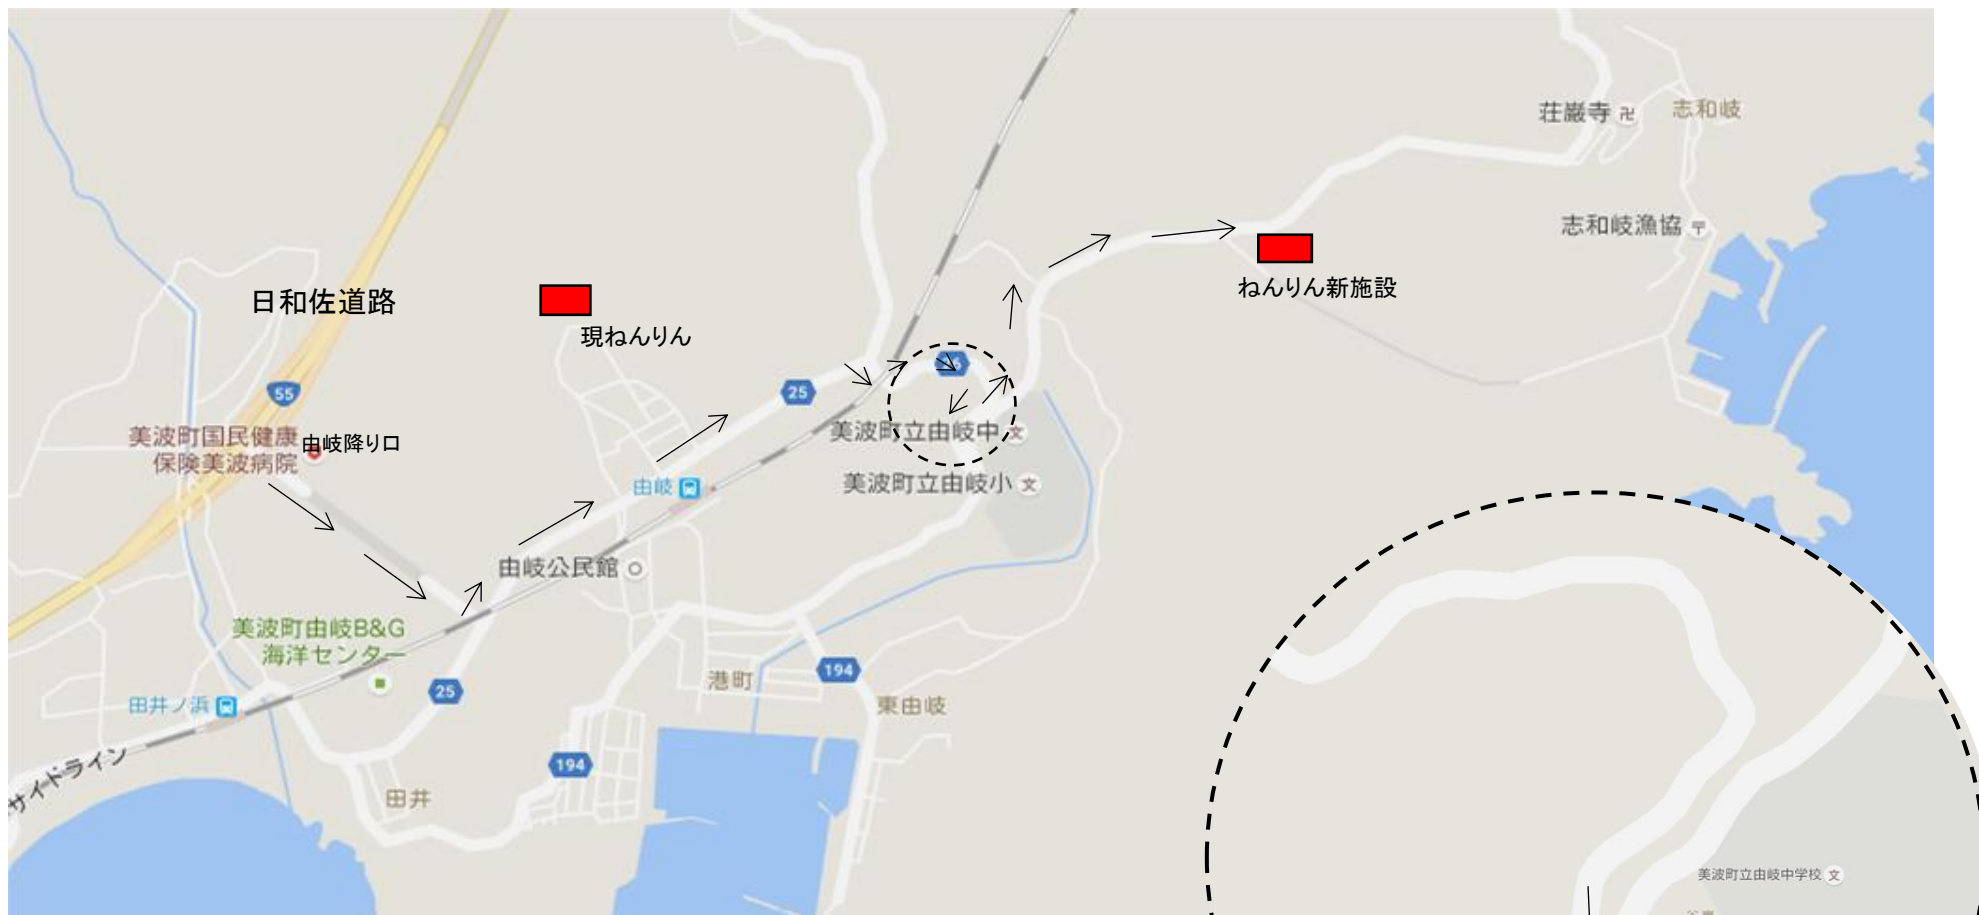 荘巌寺
志和岐
志和岐漁協
ねんりん新施設
日和佐道路
現ねんりん
55
25
美波町国民健康
保険美波病院
由岐降り口
美波町立由岐中
由岐
美波町立由岐小
由岐公民館
美波町由岐B&G
海洋センター
田井ノ浜
25
港町
194
東由岐
サイドライン
194
田井
美波町立由岐中学校